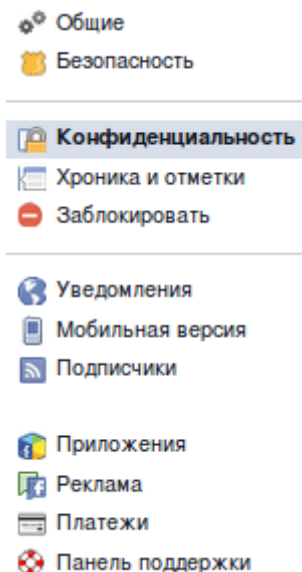 Общие
Безопасность
Конфиденциальность
Хроника и отметки
Заблокировать
Уведомления
Мобильная версия
Подписчики
Приложения
Реклама
Платежи
Панель поддержки